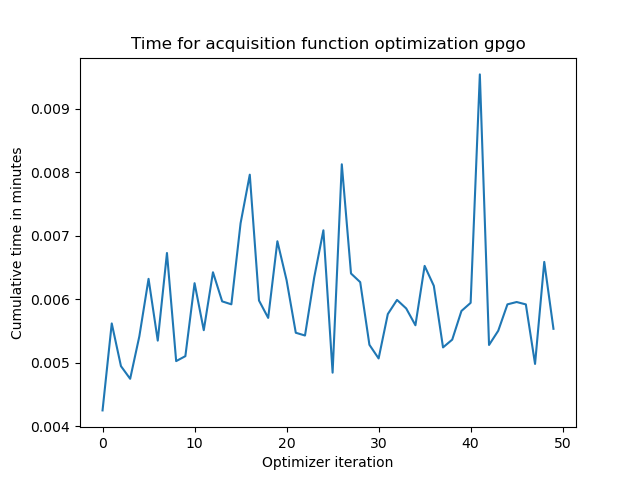 Time for acquisition function optimization gpgo
Cumulative time in minutes
0.009
0.008
0.007
0.006
0.005
0.004
0 10 20 30 40 50
Optimizer iteration